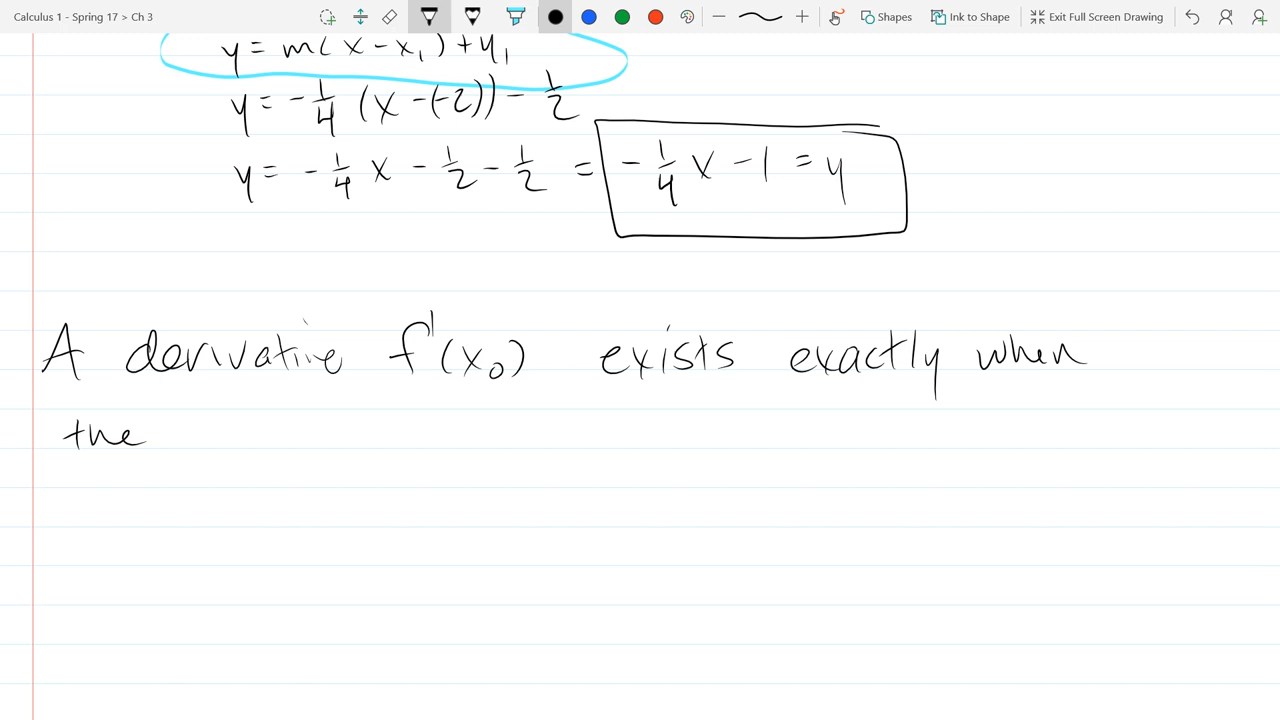 Calculus 1 - Spring 17 > Ch 3
Shapes
Ink to Shape
Exit Full Screen Drawing
y = m(x - x₁) + y₁
y = -1/4 (x - (-2)) - 1/2
y = -1/4 x - 1/2 - 1/2 = -1/4 x - 1 = y
A derivative f'(x₀) exists exactly when
the